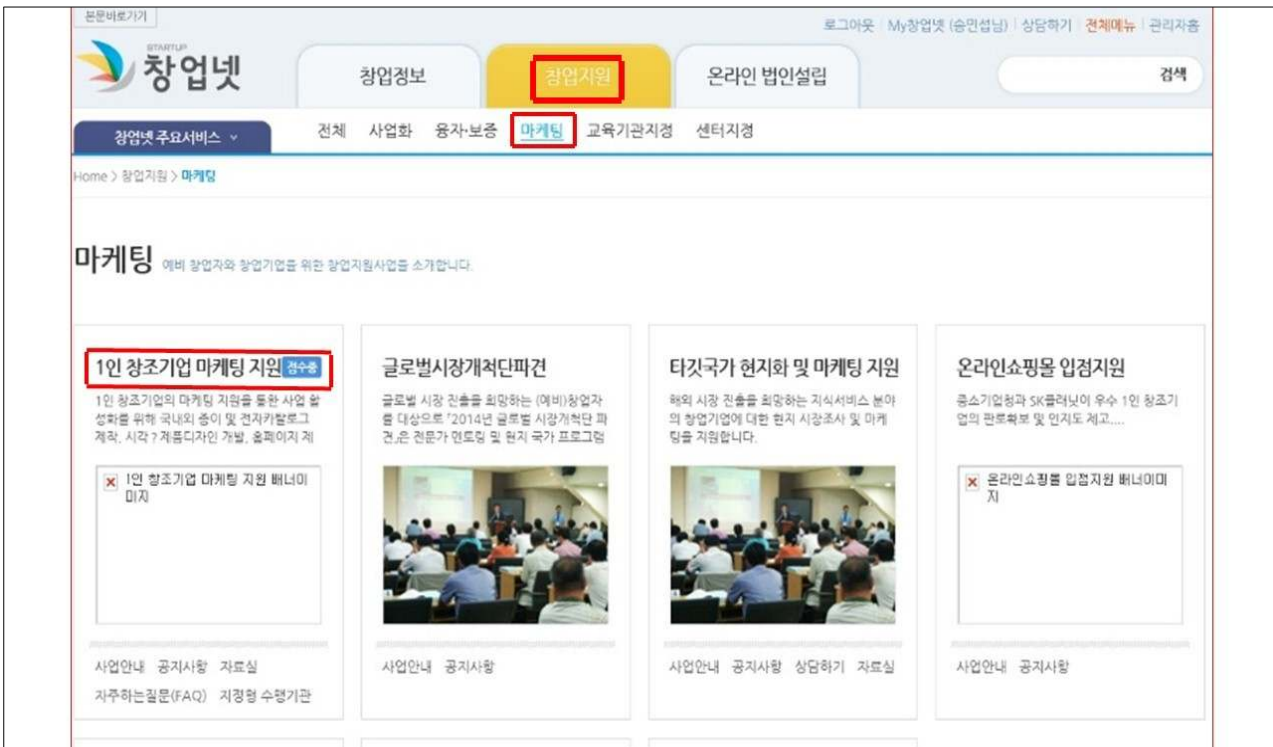 본문바로가기
로그아웃 My창업넷 (승민섭님) 상담하기 전체메뉴 관리자홈
STARTUP
창업넷
창업정보 창업지원 온라인 법인설립 검색
창업넷 주요서비스 전체 사업화 융자·보증 마케팅 교육기관지정 센터지정
Home > 창업지원 > 마케팅
마케팅 예비 창업자와 창업기업을 위한 창업지원사업을 소개합니다.
1인 창조기업 마케팅 지원 접수중
1인 창조기업의 마케팅 지원을 통한 사업 활
성화를 위해 국내외 종이 및 전자카탈로그
제작, 시각?제품디자인 개발, 홈페이지 제
1인 창조기업 마케팅 지원 배너이
미지
사업안내 공지사항 자료실
자주하는질문(FAQ) 지정형 수행기관
글로벌시장개척단파견
글로벌 시장 진출을 희망하는 (예비)창업자
를 대상으로 「2014년 글로벌 시장개척단 파
견」은 전문가 멘토링 및 현지 국가 프로그램
사업안내 공지사항
타깃국가 현지화 및 마케팅 지원
해외 시장 진출을 희망하는 지식서비스 분야
의 창업기업에 대한 현지 시장조사 및 마케
팅을 지원합니다.
사업안내 공지사항 상담하기 자료실
온라인쇼핑몰 입점지원
중소기업청과 SK플래닛이 우수 1인 창조기
업의 판로확보 및 인지도 제고....
온라인쇼핑몰 입점지원 배너이미
지
사업안내 공지사항